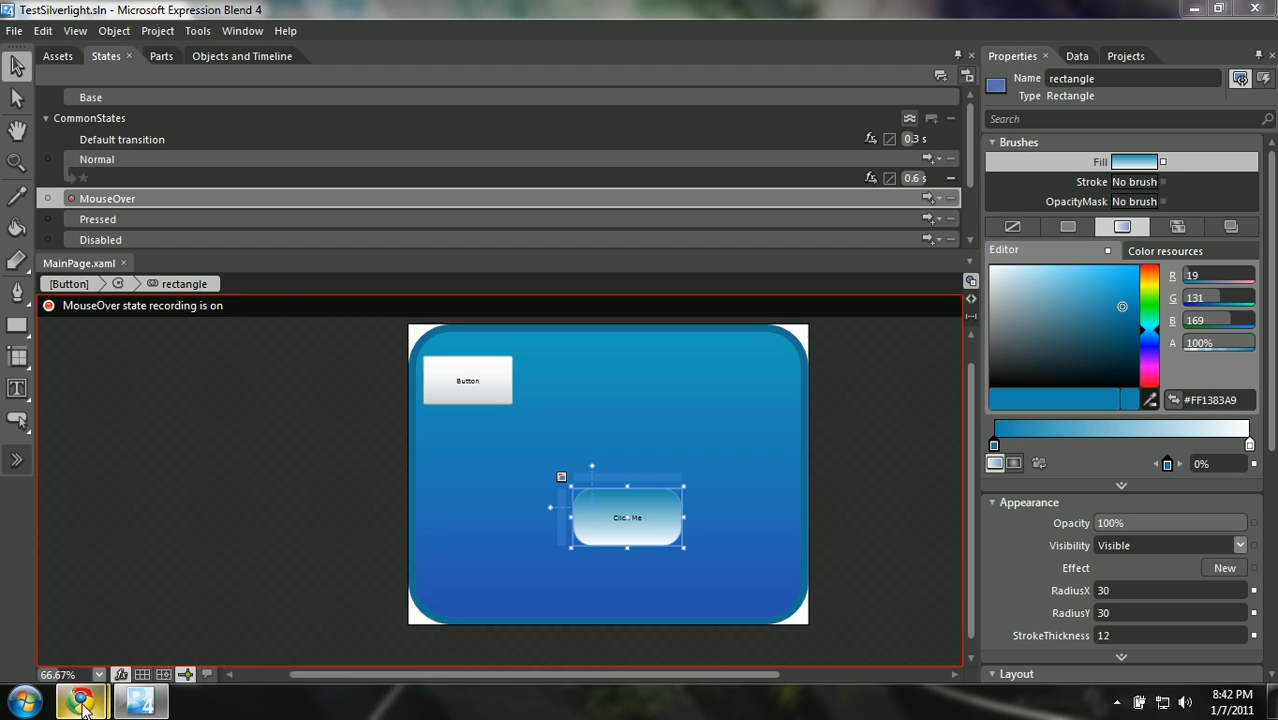 TestSilverlight.sln - Microsoft Expression Blend 4
File Edit View Object Project Tools Window Help
Assets States × Parts Objects and Timeline
Properties × Data Projects
Name rectangle
Type Rectangle
Search
Base
CommonStates
Default transition 0.3 s
Normal
0.6 s
MouseOver
Pressed
Disabled
MainPage.xaml ×
[Button] rectangle
MouseOver state recording is on
Button
Click Me
66.67%
Brushes
Fill
Stroke No brush
OpacityMask No brush
Editor Color resources
R 19
G 131
B 169
A 100%
#FF1383A9
0%
Appearance
Opacity 100%
Visibility Visible
Effect New
RadiusX 30
RadiusY 30
StrokeThickness 12
Layout
8:42 PM
1/7/2011